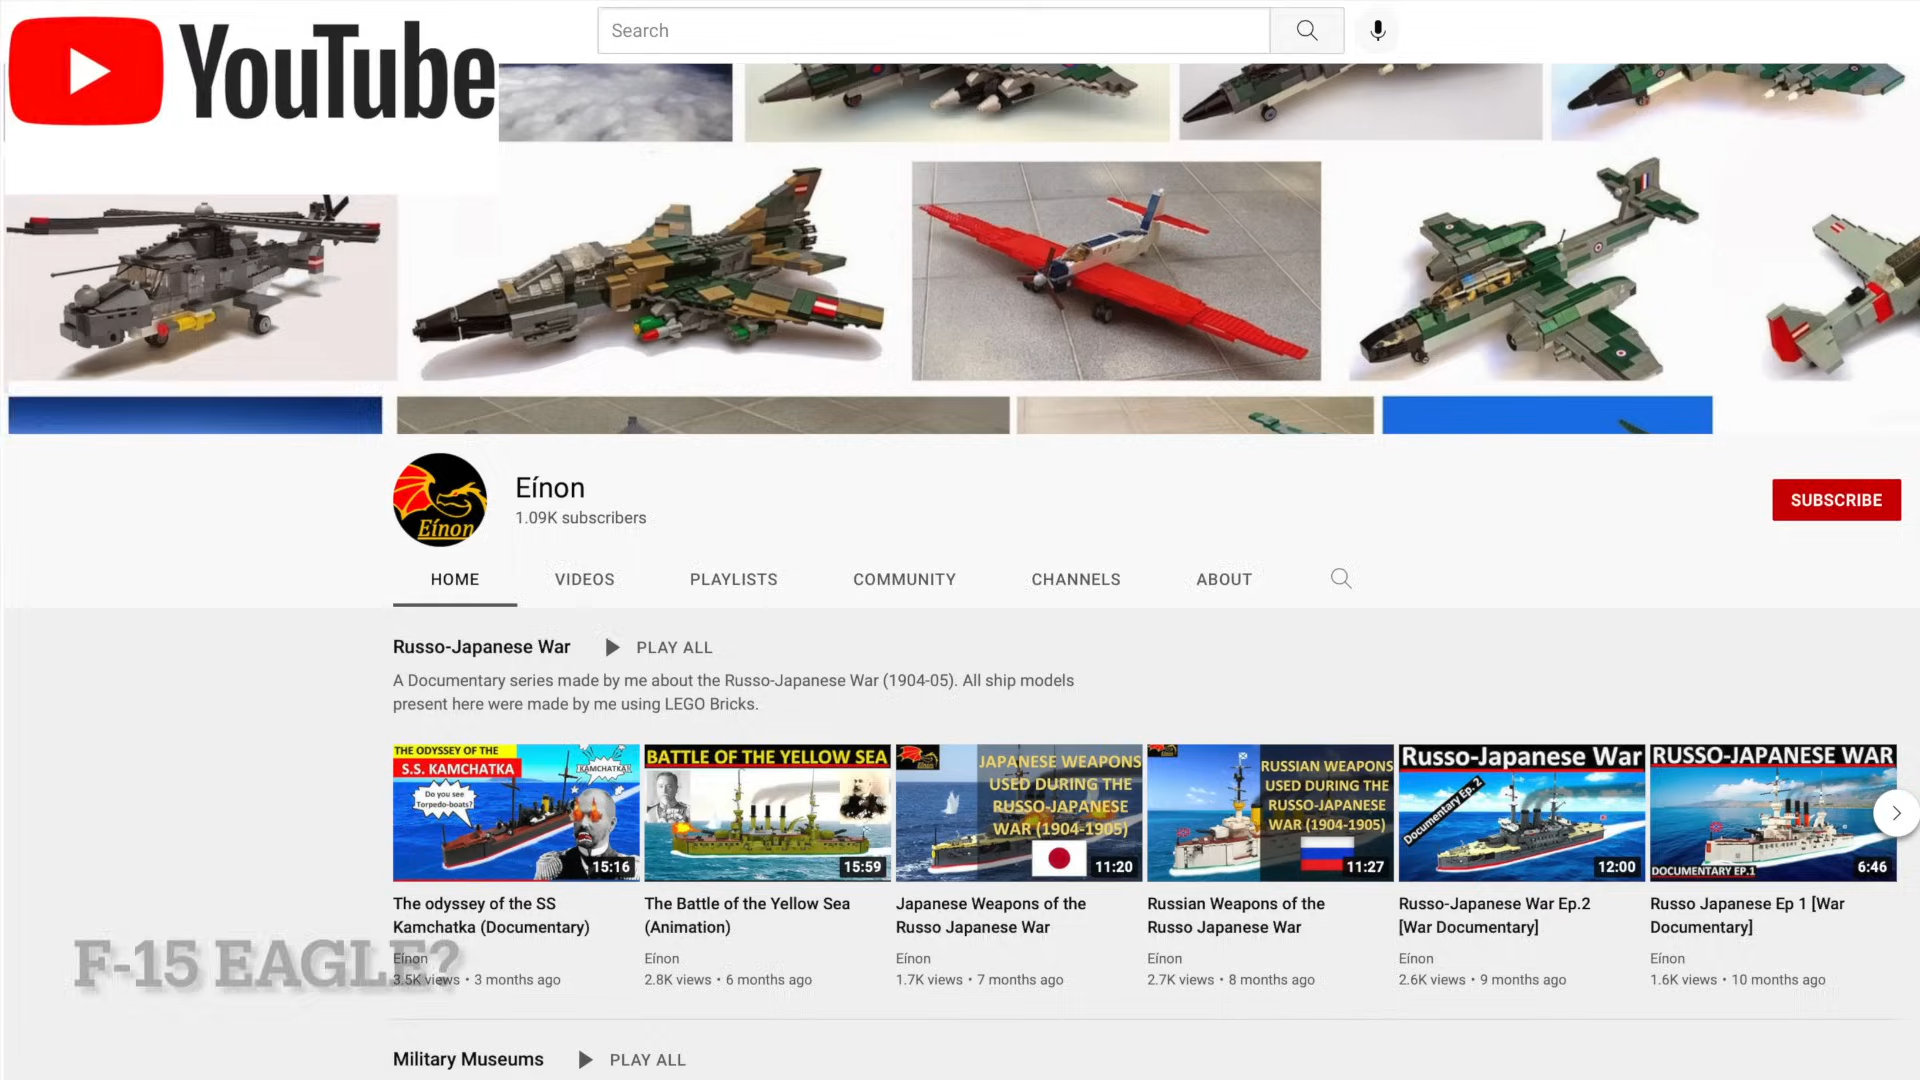 YouTube
Search
Eínon
Eínon
1.09K subscribers
SUBSCRIBE
HOME
VIDEOS
PLAYLISTS
COMMUNITY
CHANNELS
ABOUT
Russo-Japanese War
PLAY ALL
A Documentary series made by me about the Russo-Japanese War (1904-05). All ship models
present here were made by me using LEGO Bricks.
THE ODYSSEY OF THE
S.S. KAMCHATKA
KAMCHATKA!
Do you see
Torpedo-boats?
15:16
BATTLE OF THE YELLOW SEA
15:59
JAPANESE WEAPONS
USED DURING THE
RUSSO-JAPANESE
WAR (1904-1905)
11:20
RUSSIAN WEAPONS
USED DURING THE
RUSSO-JAPANESE
WAR (1904-1905)
11:27
Russo-Japanese War
Documentary Ep. 2
12:00
RUSSO-JAPANESE WAR
DOCUMENTARY EP.1
6:46
The odyssey of the SS
Kamchatka (Documentary)
Eínon
3.5K views • 3 months ago
The Battle of the Yellow Sea
(Animation)
Eínon
2.8K views • 6 months ago
Japanese Weapons of the
Russo Japanese War
Eínon
1.7K views • 7 months ago
Russian Weapons of the
Russo Japanese War
Eínon
2.7K views • 8 months ago
Russo-Japanese War Ep.2
[War Documentary]
Eínon
2.6K views • 9 months ago
Russo Japanese Ep 1 [War
Documentary]
Eínon
1.6K views • 10 months ago
F-15 EAGLE?
Military Museums
PLAY ALL